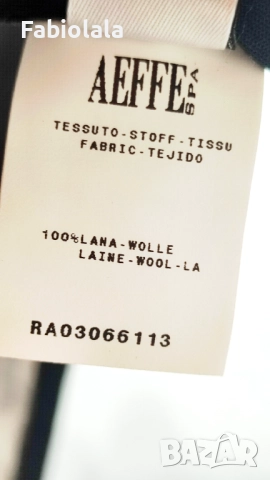 Fabiolala
AEFFE SPA
TESSUTO-STOFF-TISSU
FABRIC-TEJIDO
100%LANA-WOLLE
LAINE-WOOL-LA
RA03066113
BAZAR